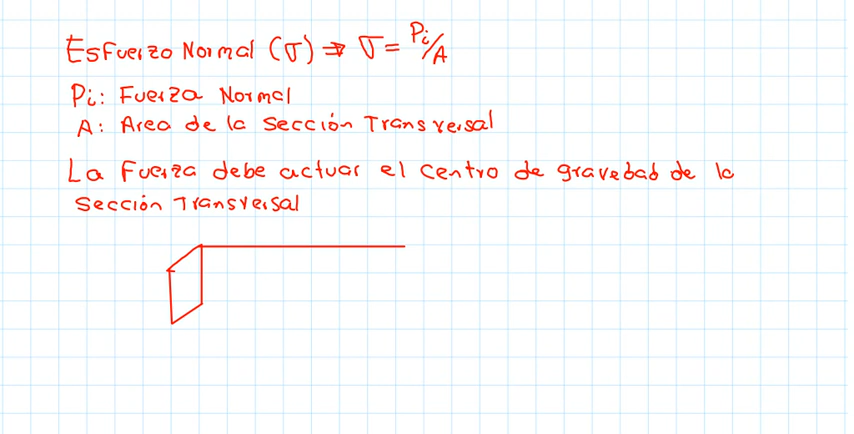 Esfuerzo Normal (σ) ⇒ σ = Pi/A
Pi: Fuerza Normal
A: Area de la Sección Transversal
La Fuerza debe actuar el centro de gravedad de la
Sección Transversal